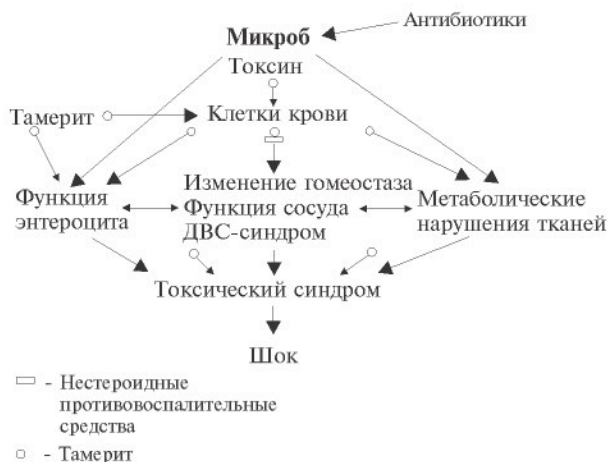 Антибиотики
Микроб
Токсин
Тамерит
Клетки крови
Функция
энтероцита
Изменение гомеостаза
Функция сосуда
ДВС-синдром
Метаболические
нарушения тканей
Токсический синдром
Шок
- Нестероидные
противовоспалительные
средства
- Тамерит